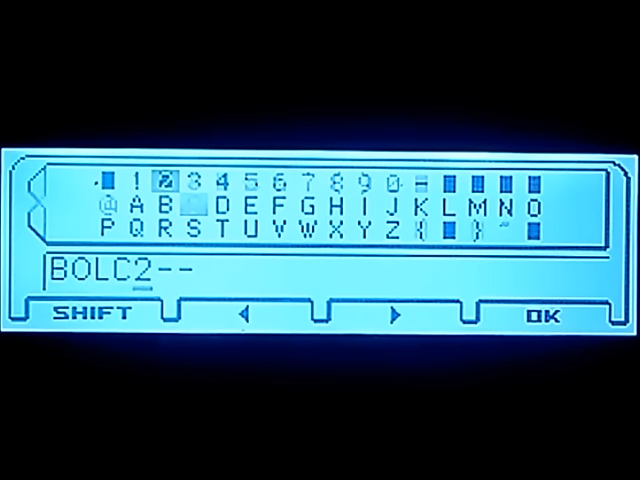 ! 2 3 4 5 6 7 8 9 0 -
@ A B D E F G H I J K L M N O
P Q R S T U V W X Y Z { } ~
BOLC2--
SHIFT ◀ ▶ OK